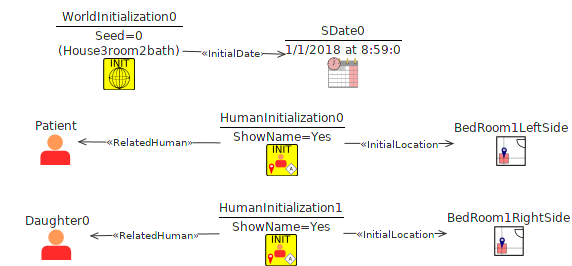 WorldInitialization0
Seed=0
(House3room2bath)
INIT
«InitialDate»
SDate0
1/1/2018 at 8:59:0
Patient
«RelatedHuman»
HumanInitialization0
ShowName=Yes
INIT
A
«InitialLocation»
BedRoom1LeftSide
Daughter0
«RelatedHuman»
HumanInitialization1
ShowName=Yes
INIT
A
«InitialLocation»
BedRoom1RightSide